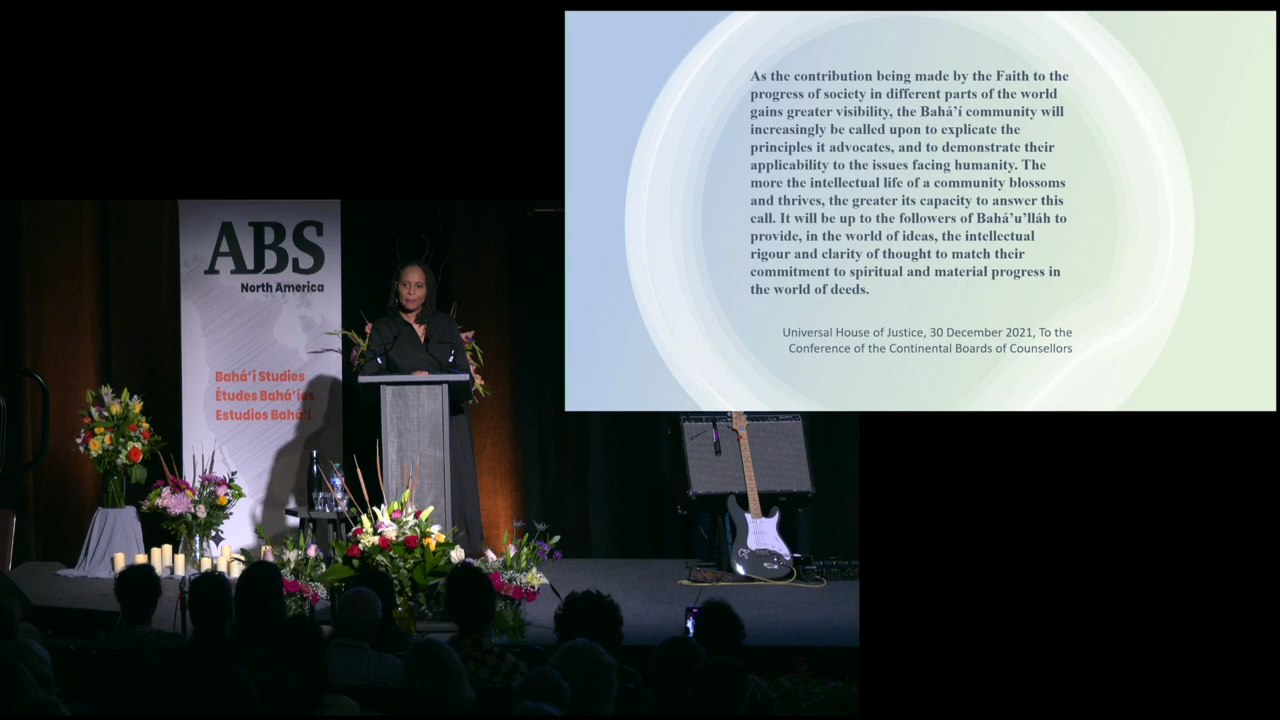 As the contribution being made by the Faith to the
progress of society in different parts of the world
gains greater visibility, the Bahá’í community will
increasingly be called upon to explicate the
principles it advocates, and to demonstrate their
applicability to the issues facing humanity. The
more the intellectual life of a community blossoms
and thrives, the greater its capacity to answer this
call. It will be up to the followers of Bahá’u’lláh to
provide, in the world of ideas, the intellectual
rigour and clarity of thought to match their
commitment to spiritual and material progress in
the world of deeds.
Universal House of Justice, 30 December 2021, To the
Conference of the Continental Boards of Counsellors
ABS
North America
Bahá’í Studies
Études Bahá’íes
Estudios Bahá’í